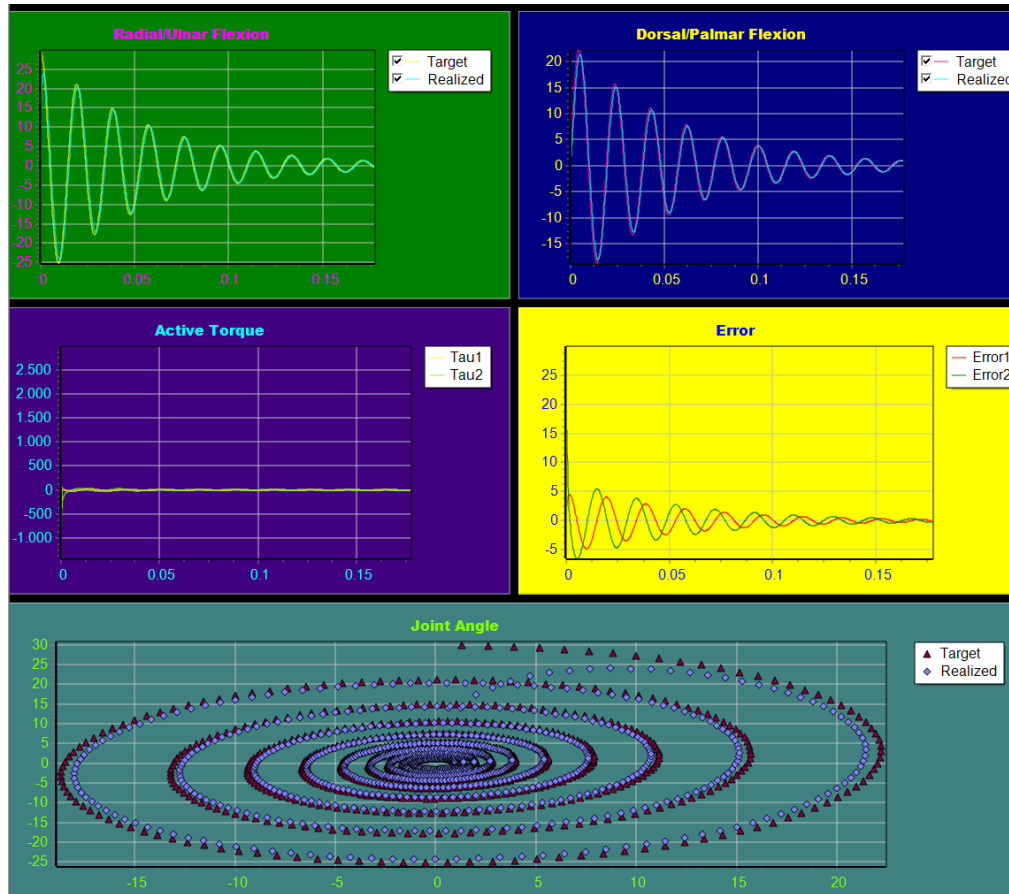 Radial/Ulnar Flexion
Target
Realized
25
20
15
10
5
0
-5
-10
-15
-20
-25
0 0.05 0.1 0.15
Dorsal/Palmar Flexion
Target
Realized
20
15
10
5
0
-5
-10
-15
0 0.05 0.1 0.15
Active Torque
Tau1
Tau2
2.500
2.000
1.500
1.000
500
0
-500
-1.000
0 0.05 0.1 0.15
Error
Error1
Error2
25
20
15
10
5
0
-5
0 0.05 0.1 0.15
Joint Angle
Target
Realized
30
25
20
15
10
5
0
-5
-10
-15
-20
-25
-15 -10 -5 0 5 10 15 20